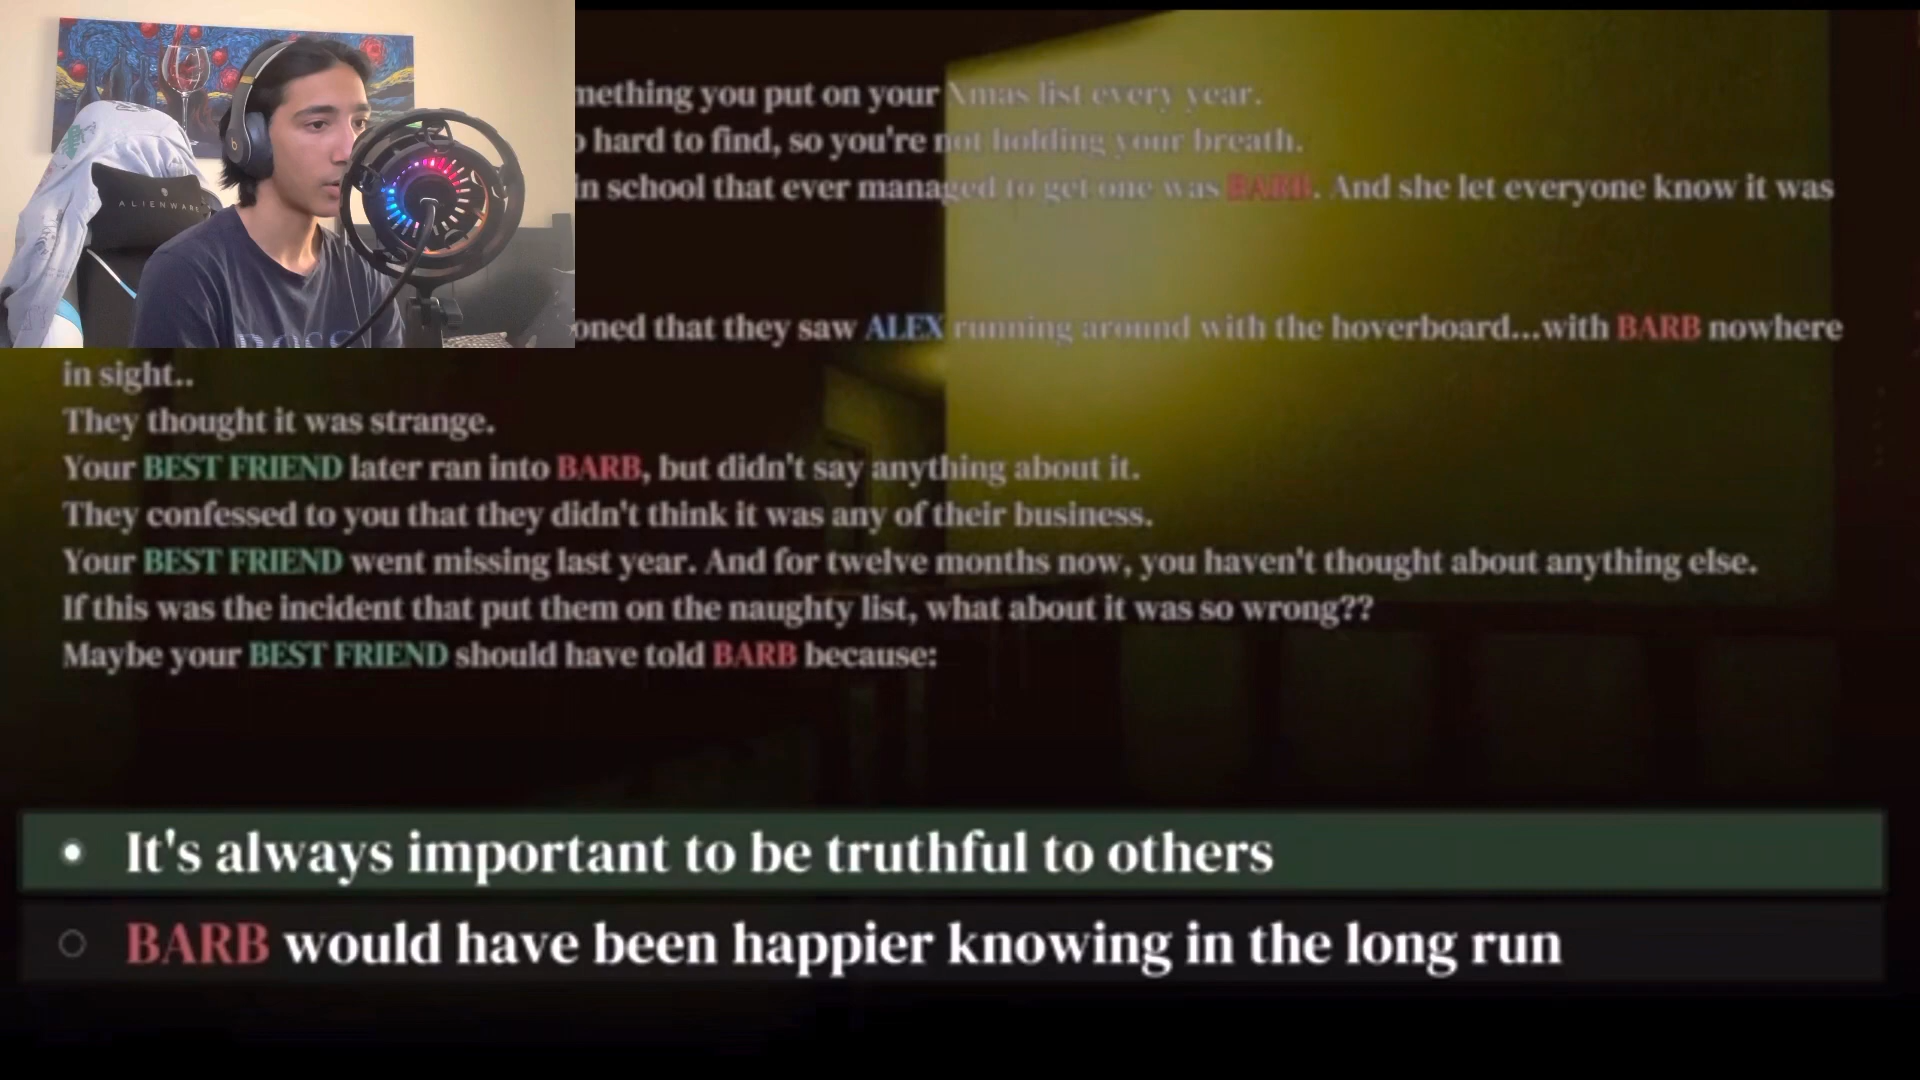 mething you put on your Xmas list every year.
o hard to find, so you're not holding your breath.
in school that ever managed to get one was BARB. And she let everyone know it was
oned that they saw ALEX running around with the hoverboard...with BARB nowhere
in sight..
They thought it was strange.
Your BEST FRIEND later ran into BARB, but didn't say anything about it.
They confessed to you that they didn't think it was any of their business.
Your BEST FRIEND went missing last year. And for twelve months now, you haven't thought about anything else.
If this was the incident that put them on the naughty list, what about it was so wrong??
Maybe your BEST FRIEND should have told BARB because:
It's always important to be truthful to others
BARB would have been happier knowing in the long run
ALIENWARE
BOSS